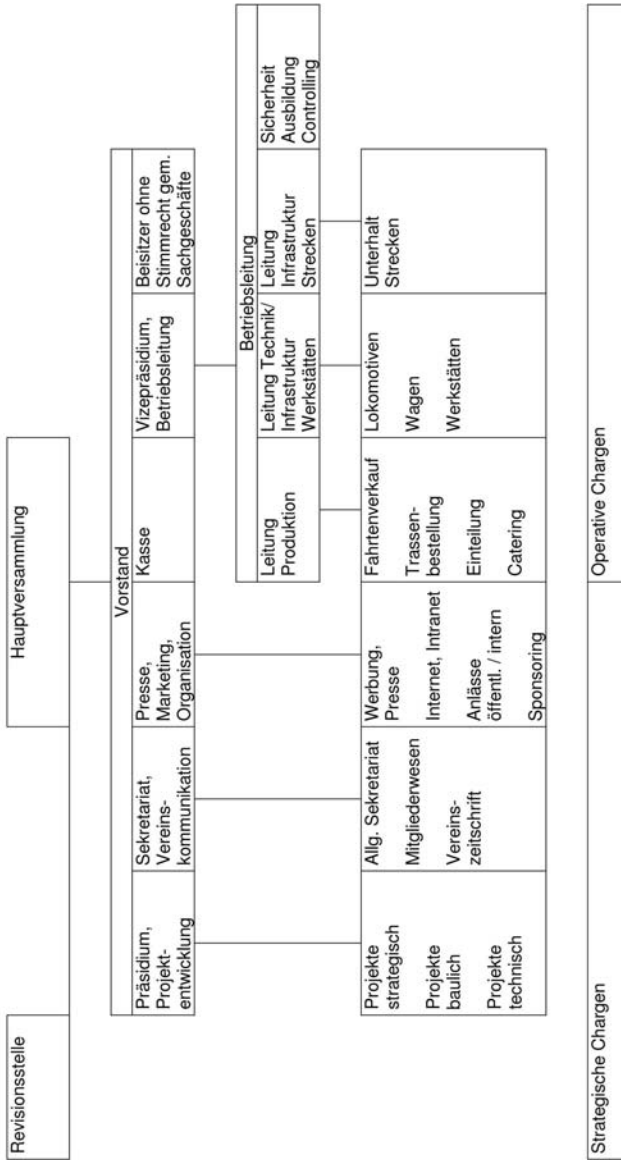 Revisionsstelle
Hauptversammlung
Vorstand
Präsidium,
Projekt-
entwicklung
Sekretariat,
Vereins-
kommunikation
Presse,
Marketing,
Organisation
Kasse
Vizepräsidium,
Betriebsleitung
Beisitzer ohne
Stimmrecht gem.
Sachgeschäfte
Betriebsleitung
Leitung
Produktion
Leitung Technik/
Infrastruktur
Werkstätten
Leitung
Infrastruktur
Strecken
Sicherheit
Ausbildung
Controlling
Projekte
strategisch
Projekte
baulich
Projekte
technisch
Allg. Sekretariat
Mitgliederwesen
Vereins-
zeitschrift
Werbung,
Presse
Internet, Intranet
Anlässe
öffentl. / intern
Sponsoring
Fahrtenverkauf
Trassen-
bestellung
Einteilung
Catering
Lokomotiven
Wagen
Werkstätten
Unterhalt
Strecken
Strategische Chargen
Operative Chargen